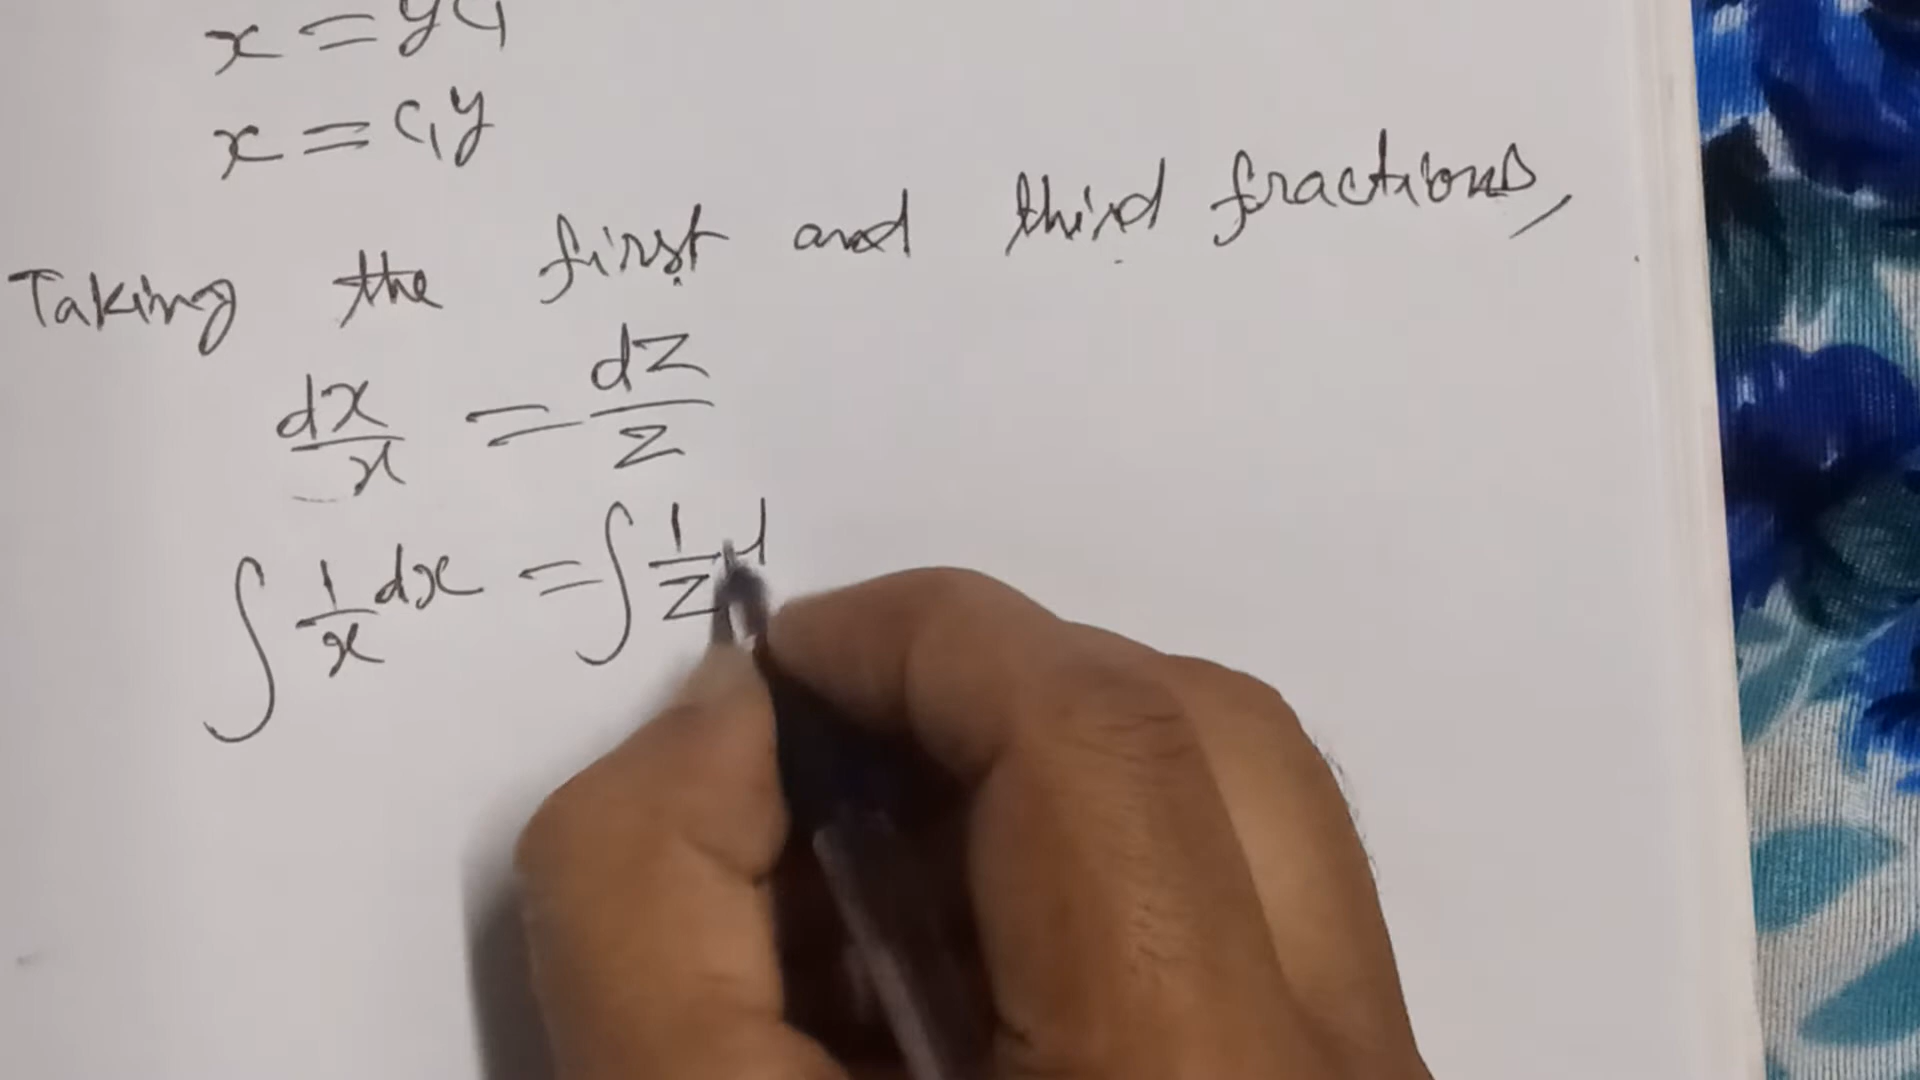 x = yc₁
x = c₁y
Taking the first and third fractions,
dx/x = dz/z
∫ 1/x dx = ∫ 1/z d